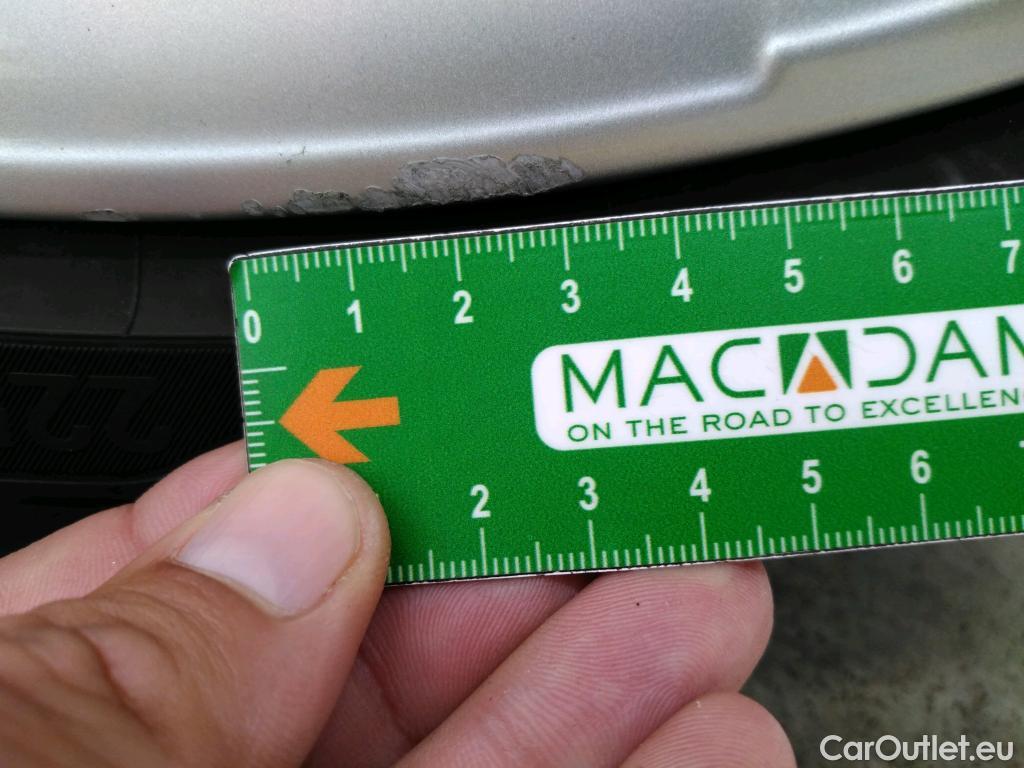 0 1 2 3 4 5 6 7
MACADAM
ON THE ROAD TO
2 3 4 5 6
CarOutlet.eu